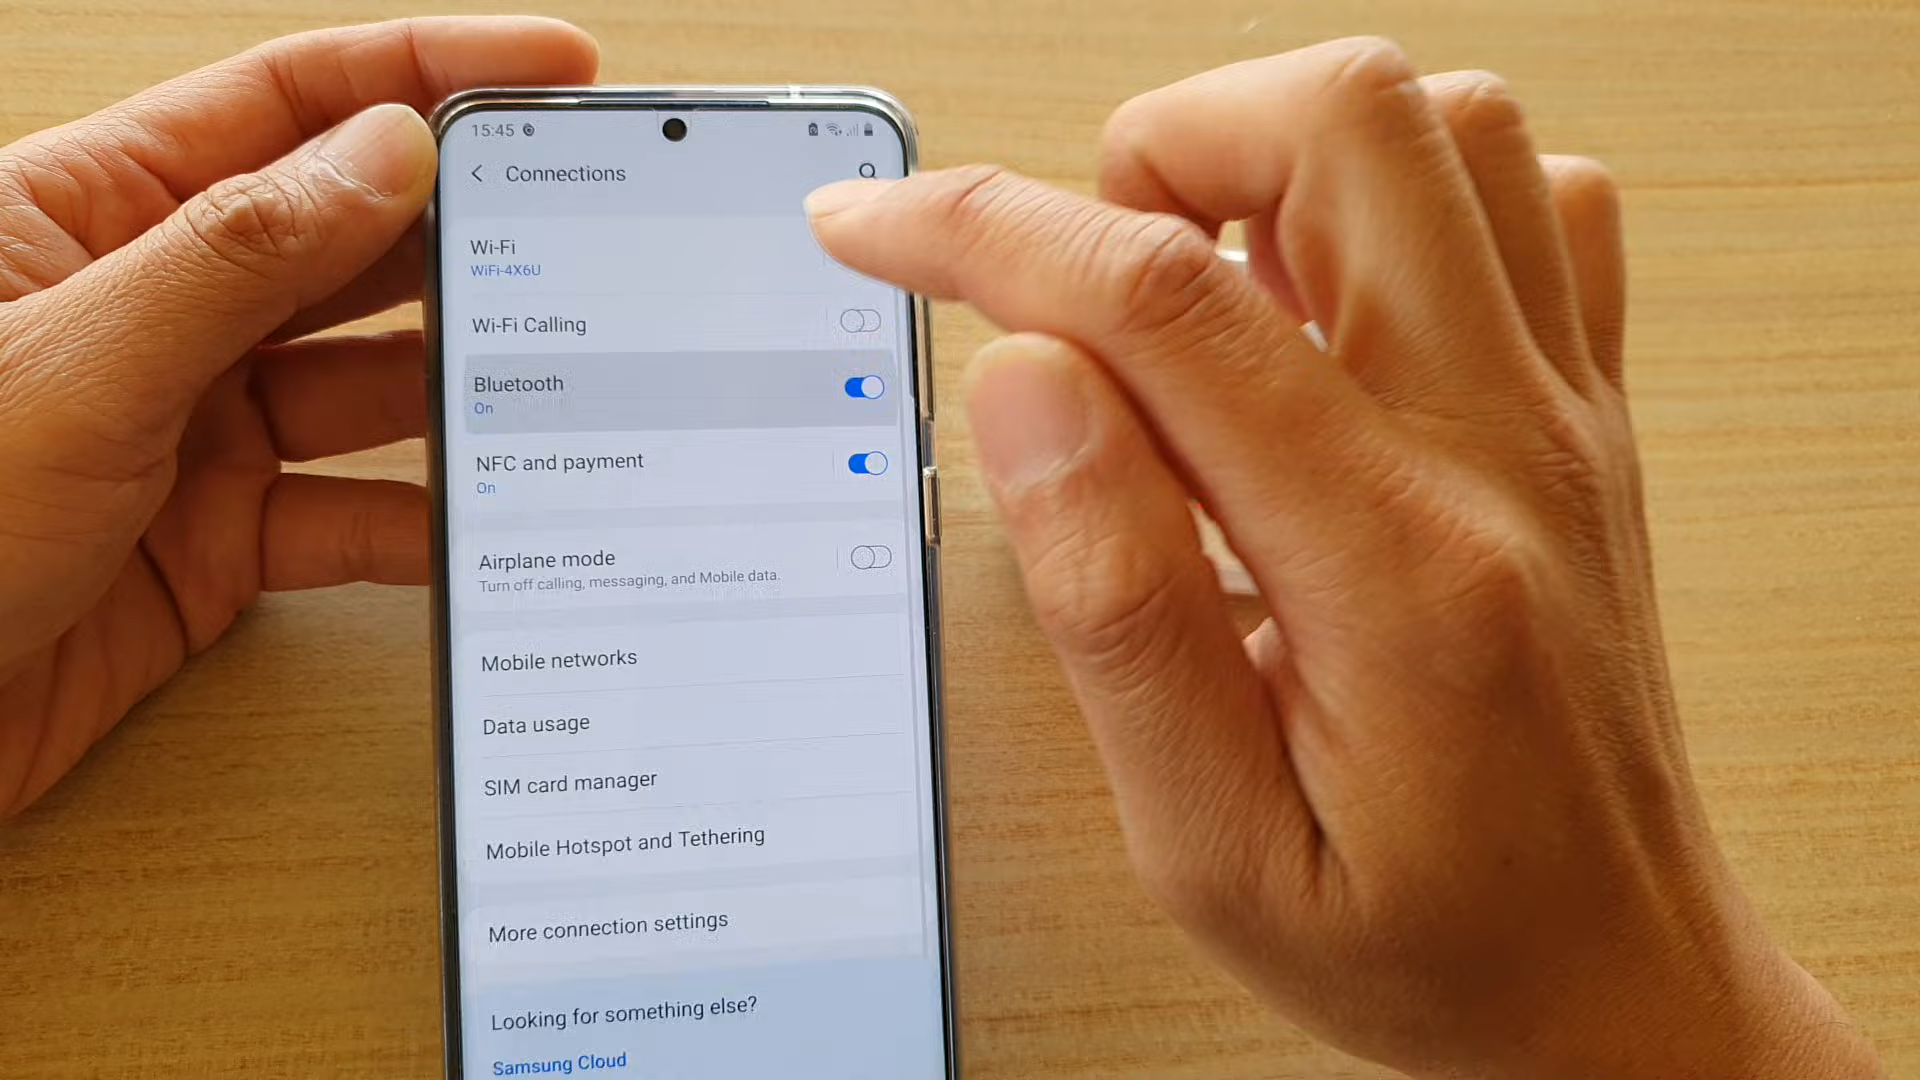 15:45
Connections
Wi-Fi
WiFi-4X6U
Wi-Fi Calling
Bluetooth
On
NFC and payment
On
Airplane mode
Turn off calling, messaging, and Mobile data.
Mobile networks
Data usage
SIM card manager
Mobile Hotspot and Tethering
More connection settings
Looking for something else?
Samsung Cloud